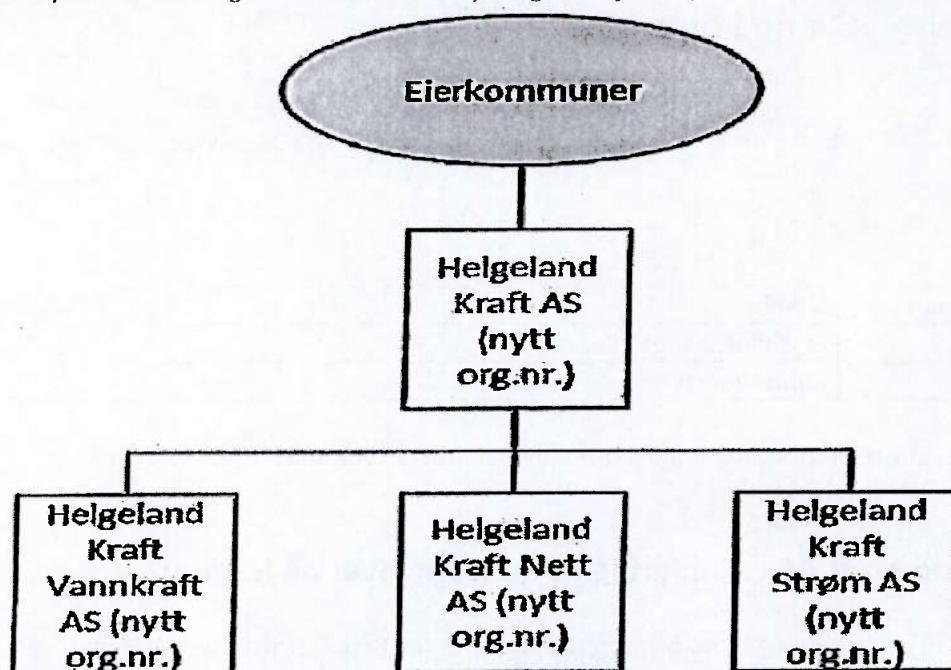 Eierkommuner
Helgeland
Kraft AS
(nytt
org.nr.)
Helgeland
Kraft
Vannkraft
AS (nytt
org.nr.)
Helgeland
Kraft Nett
AS (nytt
org.nr.)
Helgeland
Kraft
Strøm AS
(nytt
org.nr.)